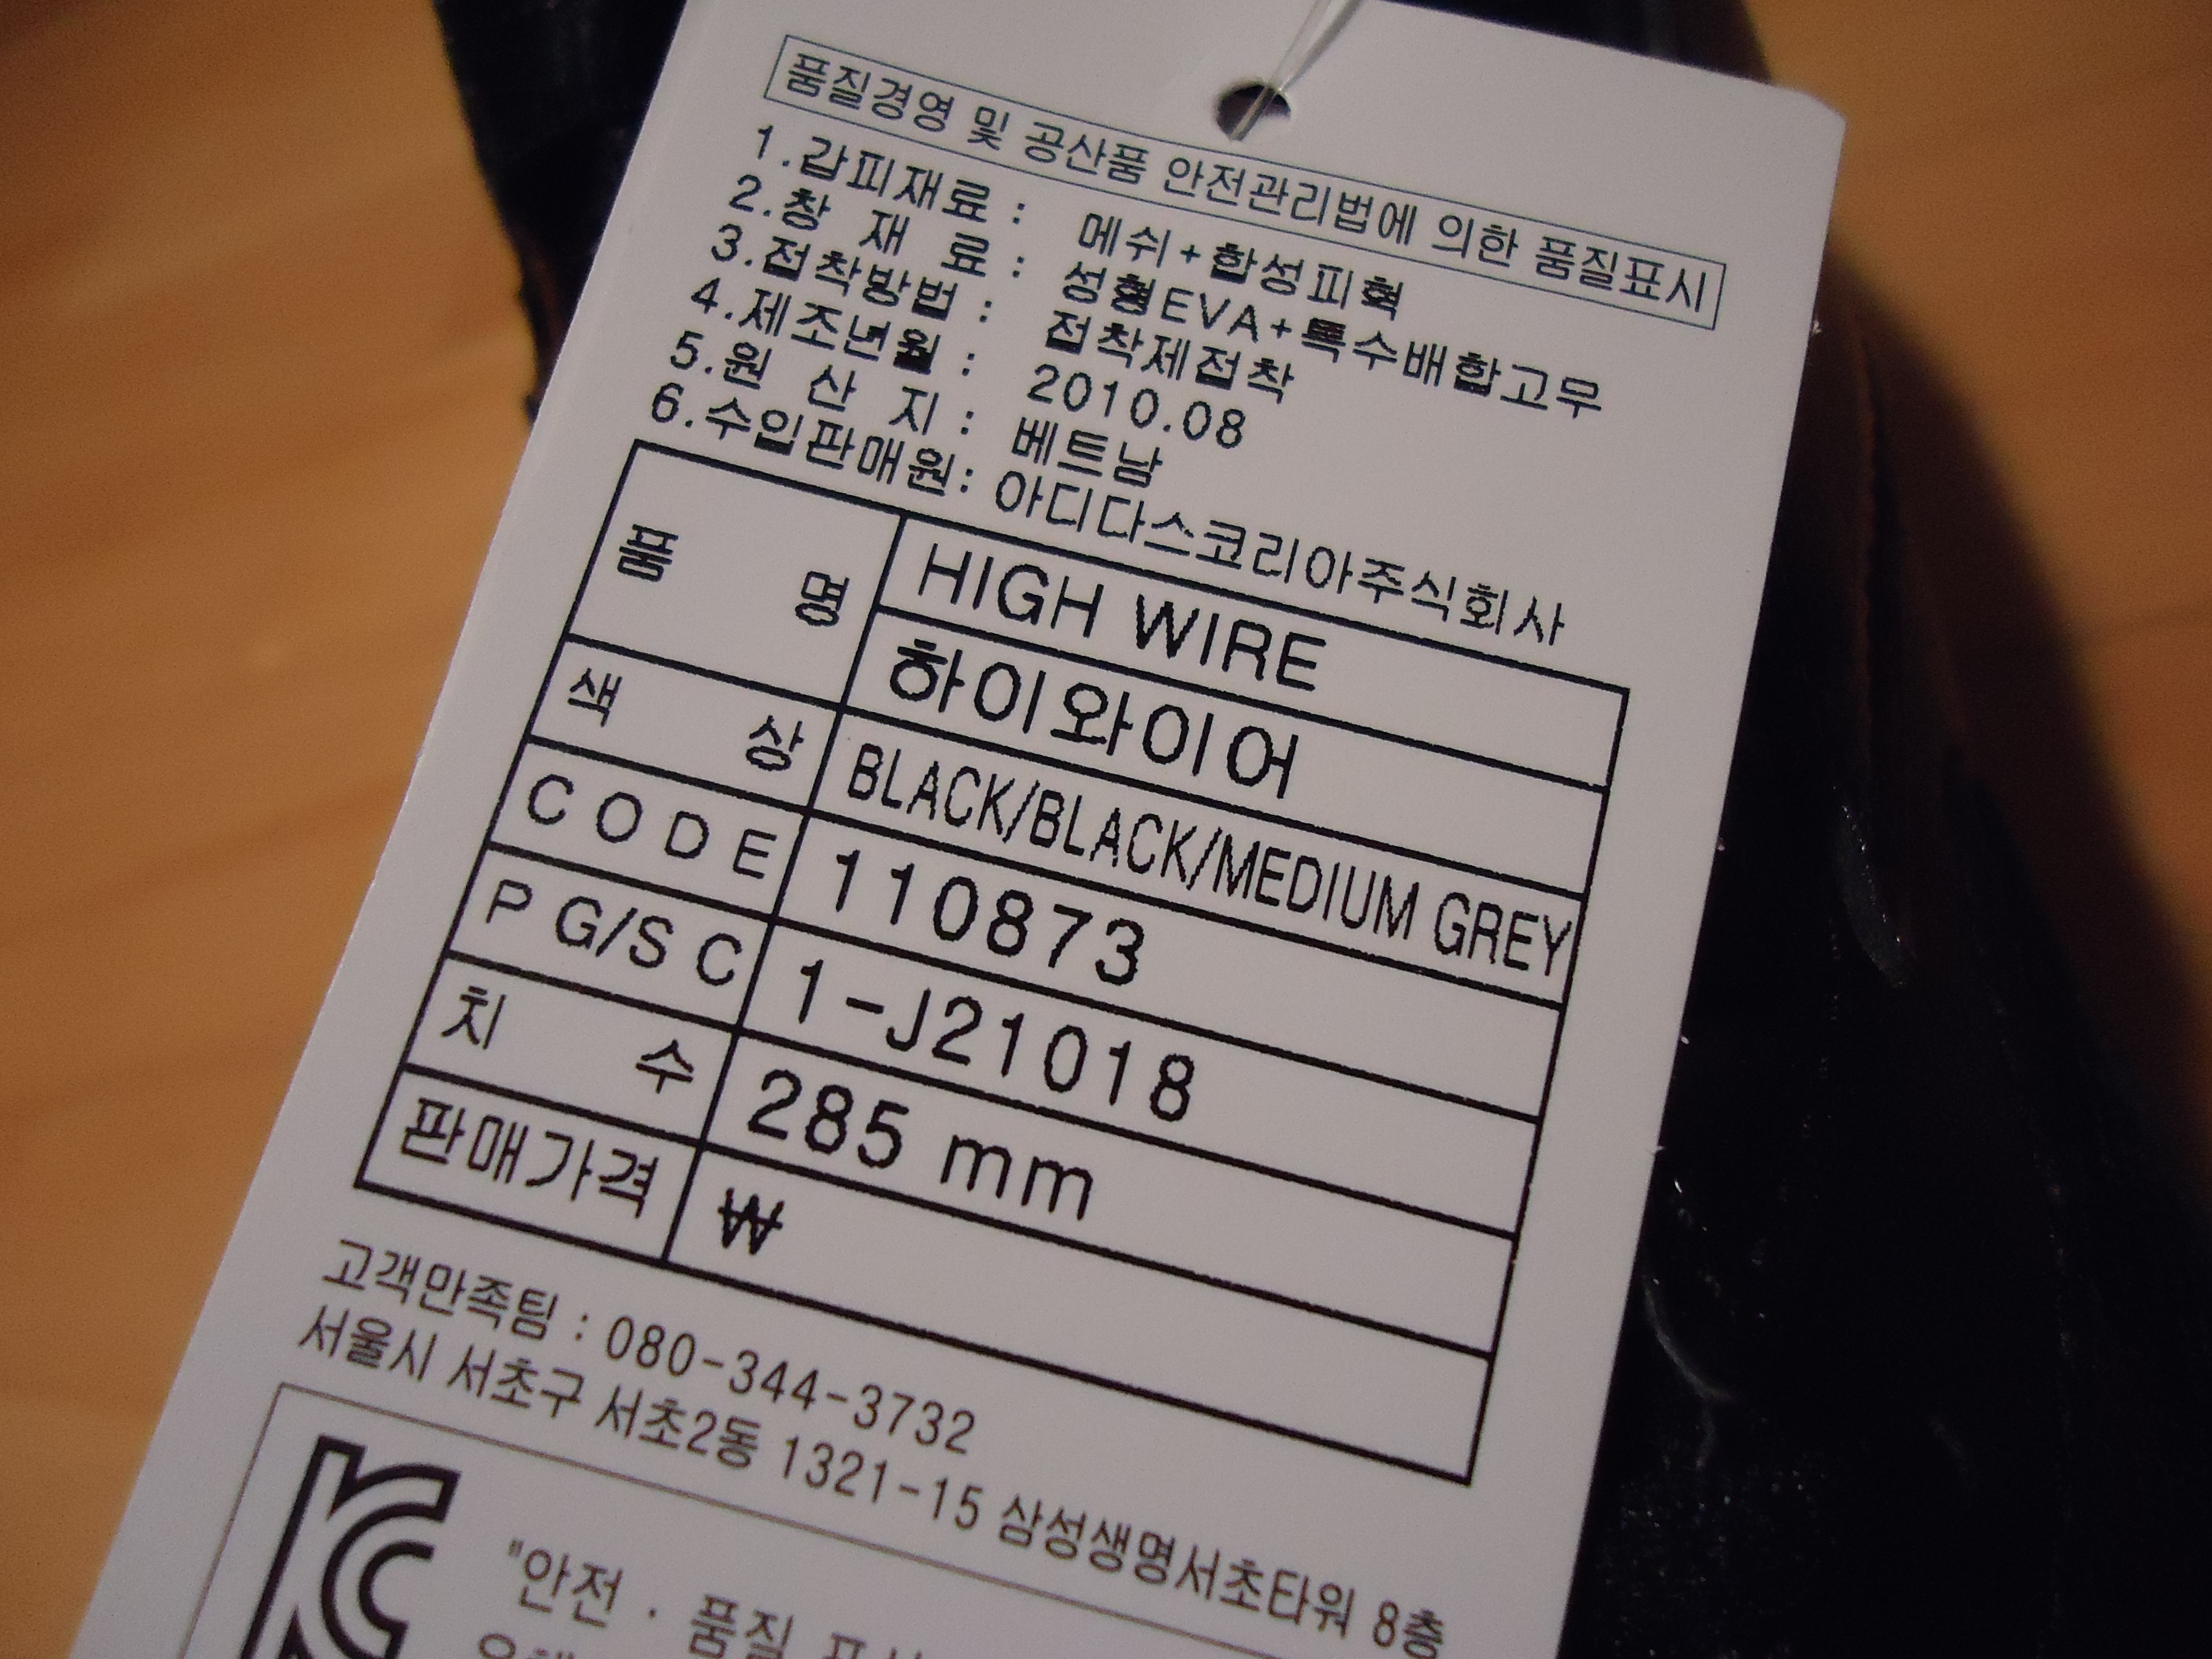 품질경영 및 공산품 안전관리법에 의한 품질표시
1.갑피재료 : 메쉬+합성피혁
2.창 재 료 : 성형EVA+특수배합고무
3.접착방법 : 접착제접착
4.제조년월 : 2010.08
5.원 산 지 : 베트남
6.수입판매원: 아디다스코리아주식회사
품 명 HIGH WIRE
하이와이어
색 상 BLACK/BLACK/MEDIUM GREY
CODE 110873
PG/SC 1-J21018
치 수 285 mm
판매가격 ₩
고객만족팀 : 080-344-3732
서울시 서초구 서초2동 1321-15 삼성생명서초타워 8층
KC
"안전 · 품질